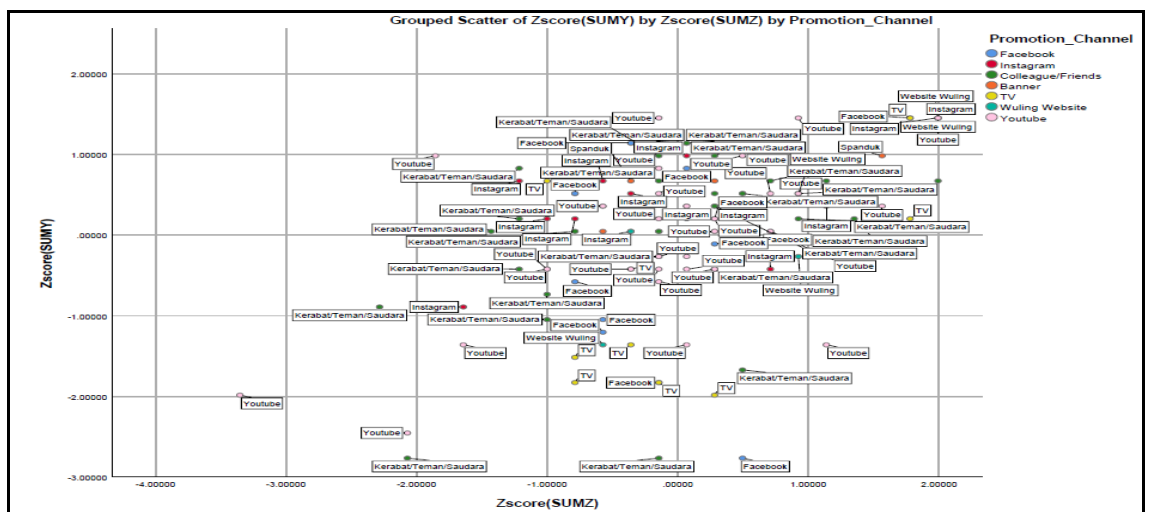 Grouped Scatter of Zscore(SUMY) by Zscore(SUMZ) by Promotion_Channel
Promotion_Channel
Facebook
Instagram
Colleague/Friends
Banner
TV
Wuling Website
Youtube
Zscore(SUMY)
2.00000
1.00000
.00000
-1.00000
-2.00000
-3.00000
Website Wuling
TV
Facebook
Instagram
Youtube
Youtube
Kerabat/Teman/Saudara
Instagram
Website Wuling
Youtube
Kerabat/Teman/Saudara
Kerabat/Teman/Saudara
Facebook
Youtube
Spanduk
Instagram
Kerabat/Teman/Saudara
Spanduk
Youtube
Instagram
Youtube
Youtube
Youtube
Website Wuling
Kerabat/Teman/Saudara
Kerabat/Teman/Saudara
Youtube
Kerabat/Teman/Saudara
Facebook
Facebook
Youtube
Instagram
TV
Youtube
Kerabat/Teman/Saudara
Youtube
Instagram
Facebook
Kerabat/Teman/Saudara
Kerabat/Teman/Saudara
Youtube
Youtube
Instagram
Instagram
Youtube
TV
Kerabat/Teman/Saudara
Instagram
Instagram
Kerabat/Teman/Saudara
Kerabat/Teman/Saudara
Instagram
Instagram
Youtube
Facebook
Facebook
Kerabat/Teman/Saudara
Youtube
Kerabat/Teman/Saudara
Youtube
Instagram
Kerabat/Teman/Saudara
Kerabat/Teman/Saudara
Youtube
TV
Youtube
Youtube
Youtube
Youtube
Youtube
Kerabat/Teman/Saudara
Facebook
Youtube
Website Wuling
Kerabat/Teman/Saudara
Instagram
Kerabat/Teman/Saudara
Kerabat/Teman/Saudara
Facebook
Facebook
Website Wuling
Youtube
TV
TV
Youtube
Youtube
TV
Facebook
TV
TV
Kerabat/Teman/Saudara
Youtube
Youtube
Kerabat/Teman/Saudara
Kerabat/Teman/Saudara
Facebook
-4.00000
-3.00000
-2.00000
-1.00000
.00000
1.00000
2.00000
Zscore(SUMZ)